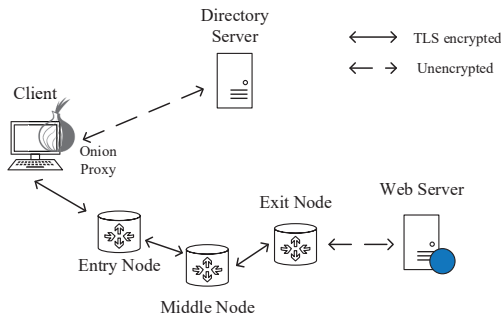 Directory
Server
TLS encrypted
Unencrypted
Client
Onion
Proxy
Exit Node
Web Server
Entry Node
Middle Node